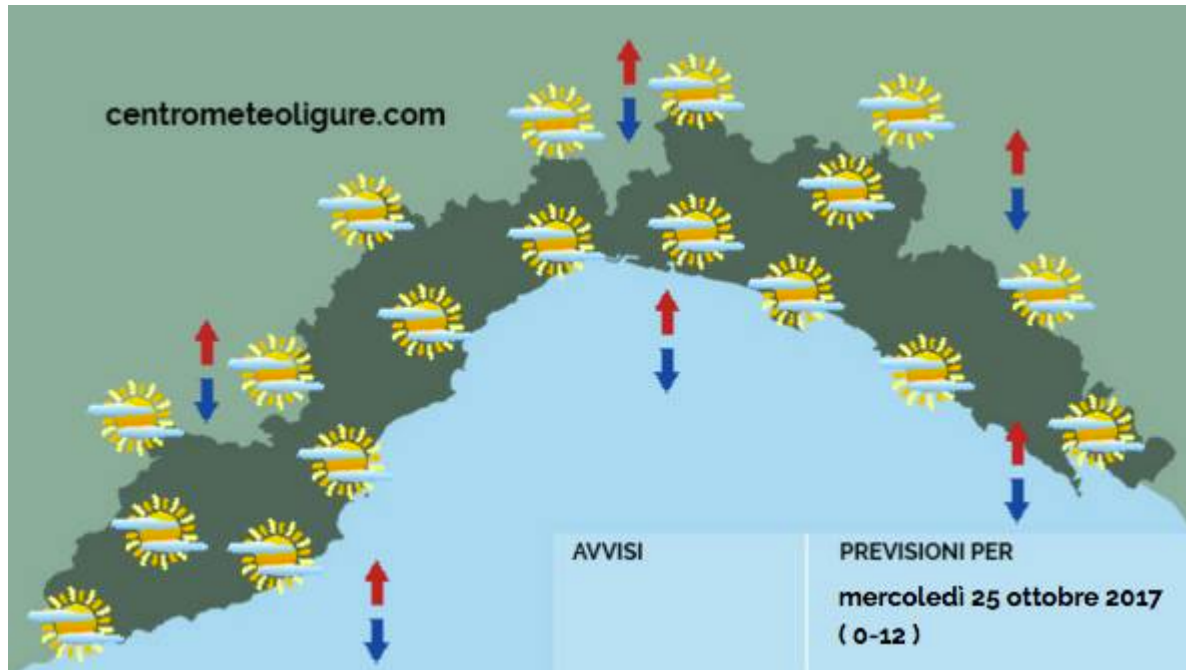 centrometeoligure.com
AVVISI
PREVISIONI PER
mercoledì 25 ottobre 2017
( 0-12 )